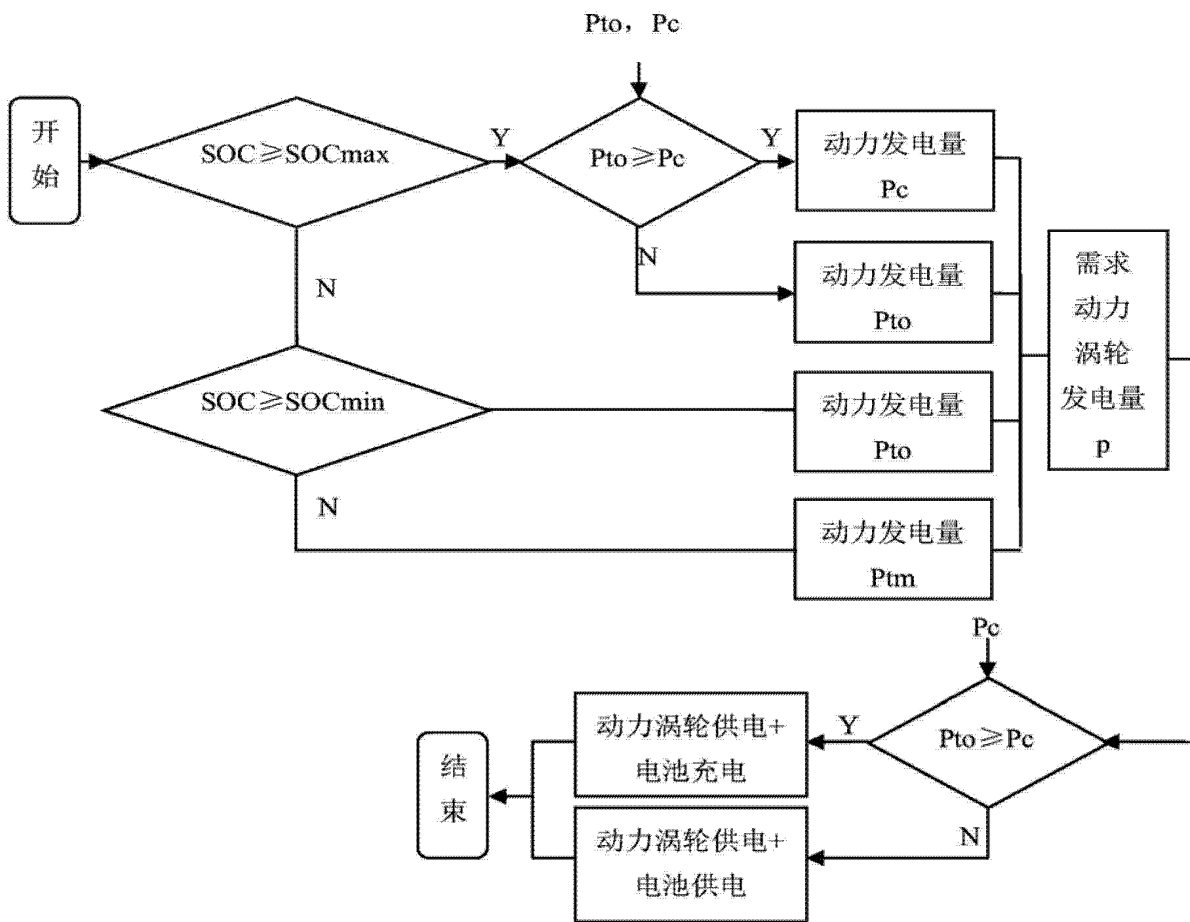 Pto，Pc
开
始
SOC≥SOCmax
Y
Pto≥Pc
Y
动力发电量
Pc
N
N
动力发电量
Pto
需求
动力
涡轮
发电量
p
SOC≥SOCmin
动力发电量
Pto
N
动力发电量
Ptm
Pc
Pto≥Pc
Y
动力涡轮供电+
电池充电
结
束
N
动力涡轮供电+
电池供电